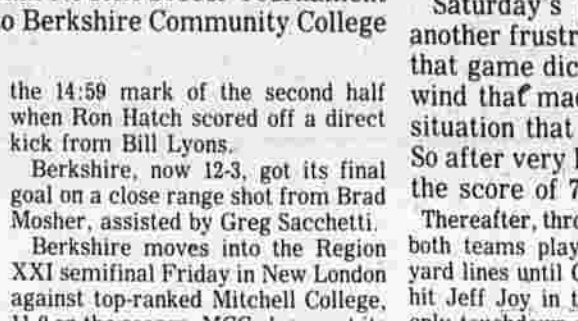 o Berkshire Community College
the 14:59 mark of the second half
when Ron Hatch scored off a direct
kick from Bill Lyons.
Berkshire, now 12-3, got its final
goal on a close range shot from Brad
Mosher, assisted by Greg Sacchetti.
Berkshire moves into the Region
XXI semifinal Friday in New London
against top-ranked Mitchell College,
Saturday's
another frustr
that game dic
wind that ma
situation that
So after very
the score of 7
Thereafter, thr
both teams play
yard lines until
hit Jeff Joy in t